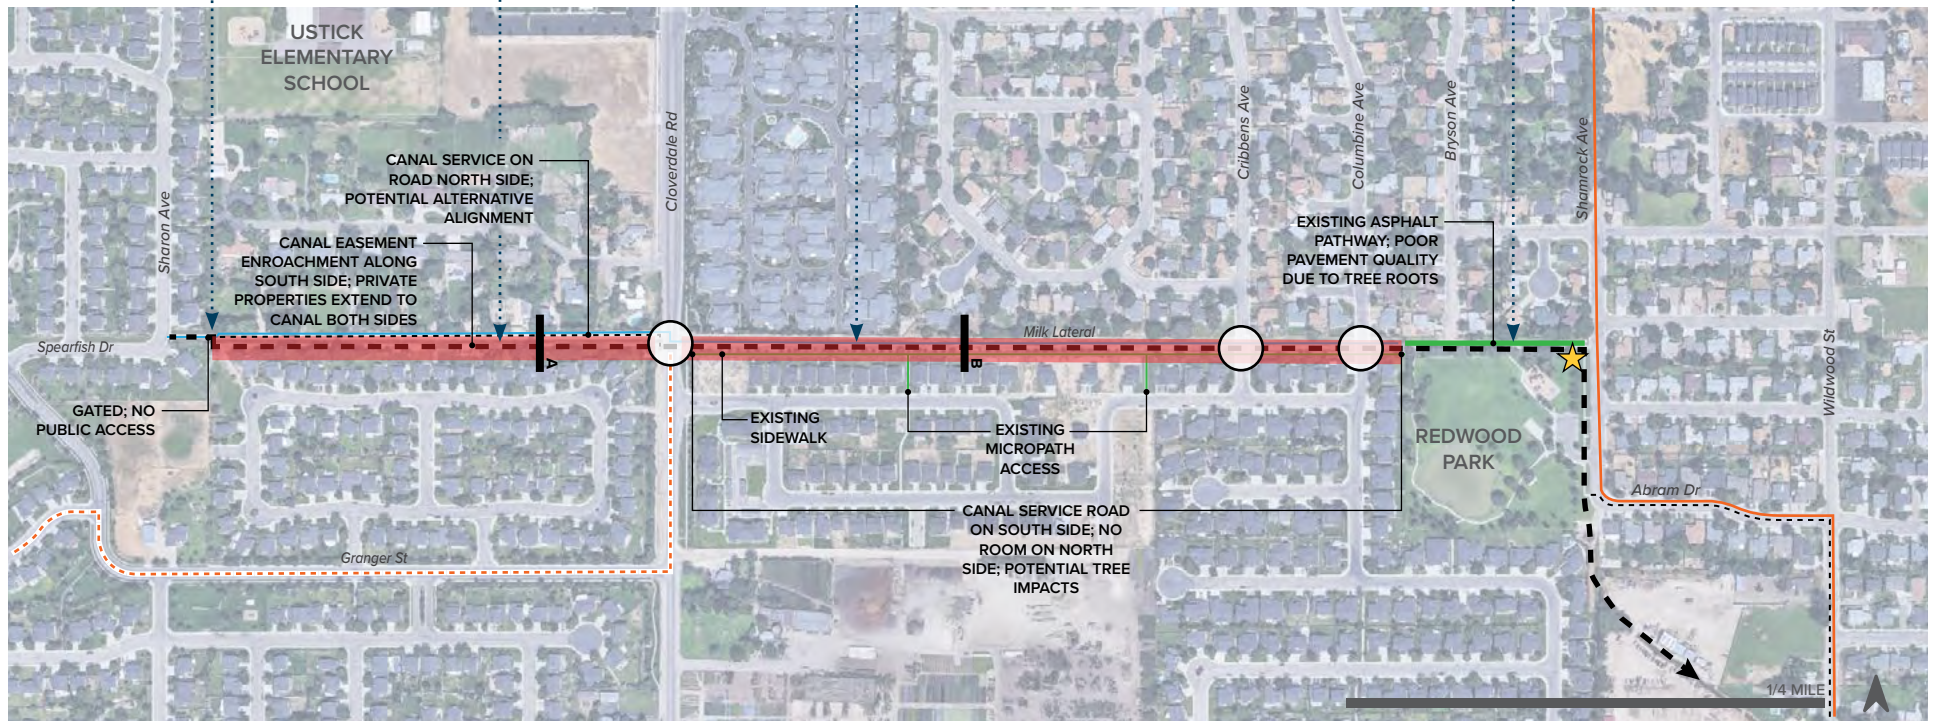 USTICK
ELEMENTARY
SCHOOL
CANAL SERVICE ON
ROAD NORTH SIDE;
POTENTIAL ALTERNATIVE
ALIGNMENT
CANAL EASEMENT
ENROACHMENT ALONG
SOUTH SIDE; PRIVATE
PROPERTIES EXTEND TO
CANAL BOTH SIDES
Sharon Ave
Spearfish Dr
GATED; NO
PUBLIC ACCESS
A
Granger St
Cloverdale Rd
EXISTING
SIDEWALK
B
Milk Lateral
EXISTING
MICROPATH
ACCESS
CANAL SERVICE ROAD
ON SOUTH SIDE; NO
ROOM ON NORTH
SIDE; POTENTIAL TREE
IMPACTS
Cribbens Ave
Columbine Ave
Bryson Ave
EXISTING ASPHALT
PATHWAY; POOR
PAVEMENT QUALITY
DUE TO TREE ROOTS
Shamrock Ave
REDWOOD
PARK
Abram Dr
Wildwood St
1/4 MILE